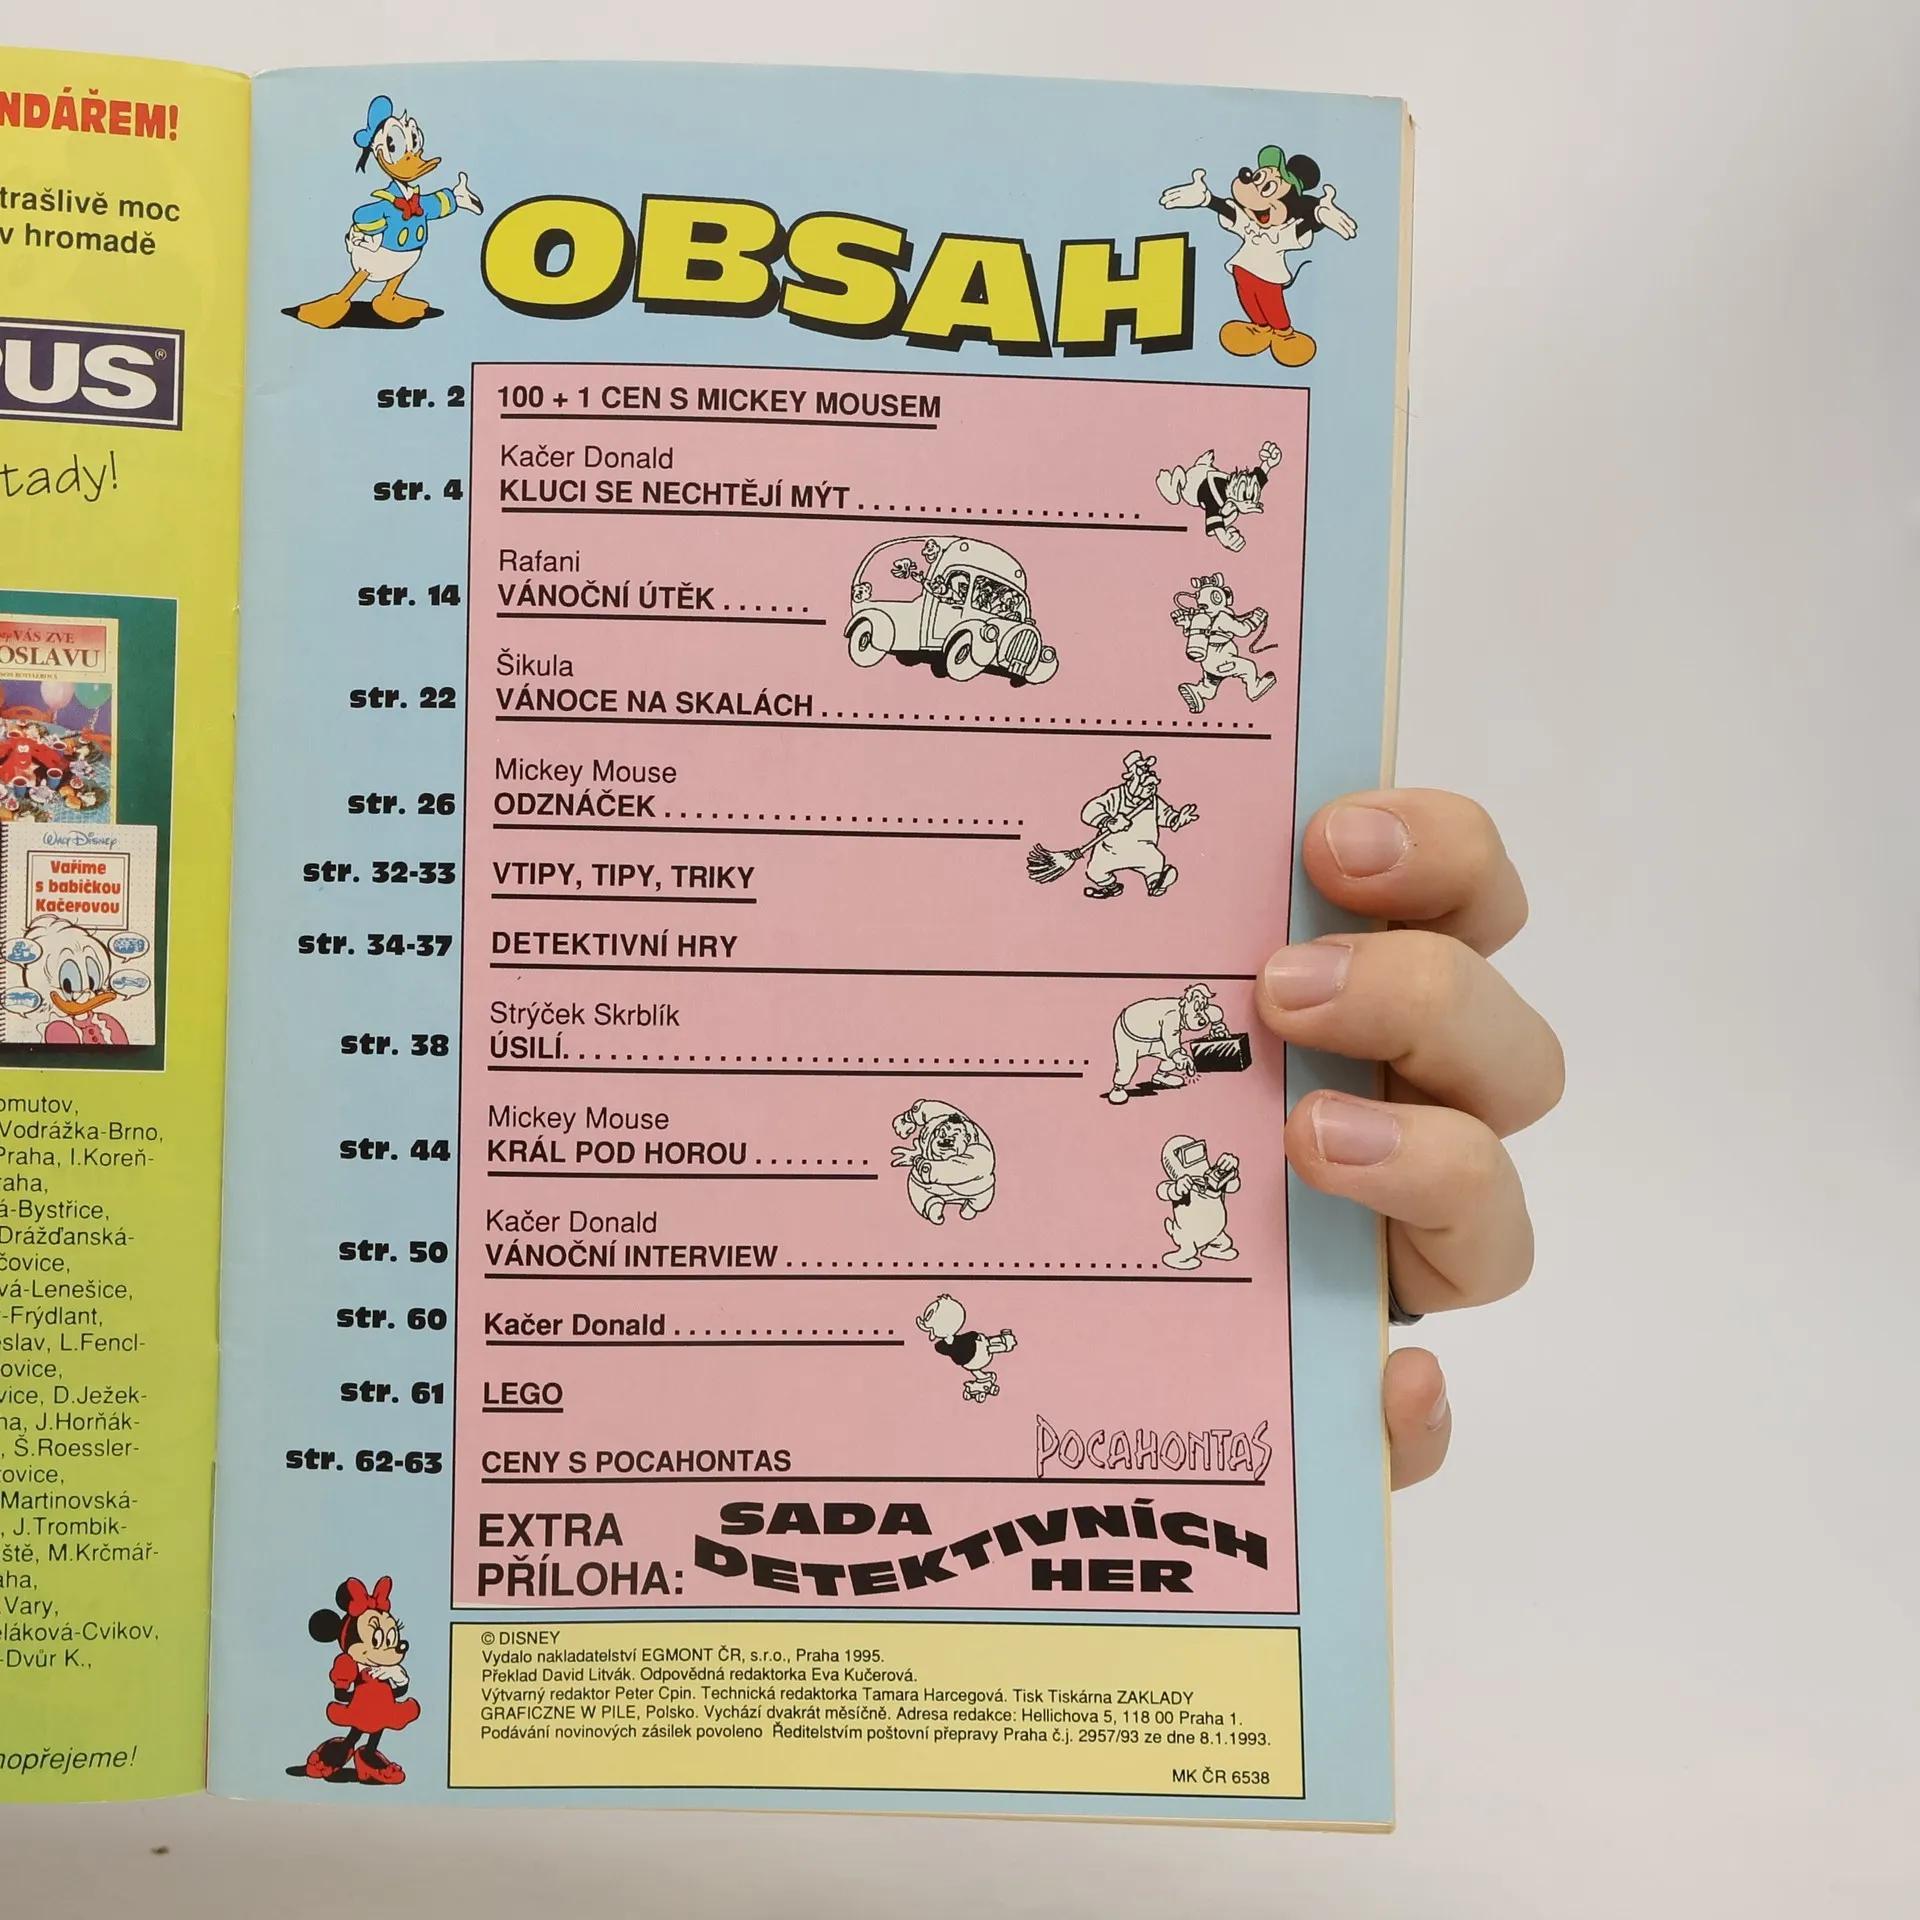 NDÁŘEM!
trašlivě moc
v hromadě
PUS®
tady!
VÁS ZVE
OSLAVU
Walt Disney
Vaříme
s babičkou
Kačerovou
omutov,
Vodrážka-Brno,
Praha, I.Koreň-
raha,
á-Bystřice,
Drážďanská-
čovice,
vá-Lenešice,
-Frýdlant,
eslav, L.Fencl-
ovice,
vice, D.Ježek-
na, J.Horňák-
, Š.Roessler-
ovice,
Martinovská-
, J.Trombik-
ště, M.Krčmář-
aha,
.Vary,
eláková-Cvikov,
-Dvůr K.,
nopřejeme!
OBSAH
str. 2 100 + 1 CEN S MICKEY MOUSEM
Kačer Donald
str. 4 KLUCI SE NECHTĚJÍ MÝT
Rafani
str. 14 VÁNOČNÍ ÚTĚK
Šikula
str. 22 VÁNOCE NA SKALÁCH
Mickey Mouse
str. 26 ODZNÁČEK
str. 32-33 VTIPY, TIPY, TRIKY
str. 34-37 DETEKTIVNÍ HRY
Strýček Skrblík
str. 38 ÚSILÍ
Mickey Mouse
str. 44 KRÁL POD HOROU
Kačer Donald
str. 50 VÁNOČNÍ INTERVIEW
str. 60 Kačer Donald
str. 61 LEGO
str. 62-63 CENY S POCAHONTAS POCAHONTAS
EXTRA PŘÍLOHA: SADA DETEKTIVNÍCH HER
© DISNEY
Vydalo nakladatelství EGMONT ČR, s.r.o., Praha 1995.
Překlad David Litvák. Odpovědná redaktorka Eva Kučerová.
Výtvarný redaktor Peter Cpin. Technická redaktorka Tamara Harcegová. Tisk Tiskárna ZAKLADY
GRAFICZNE W PILE, Polsko. Vychází dvakrát měsíčně. Adresa redakce: Hellichova 5, 118 00 Praha 1.
Podávání novinových zásilek povoleno Ředitelstvím poštovní přepravy Praha č.j. 2957/93 ze dne 8.1.1993.
MK ČR 6538